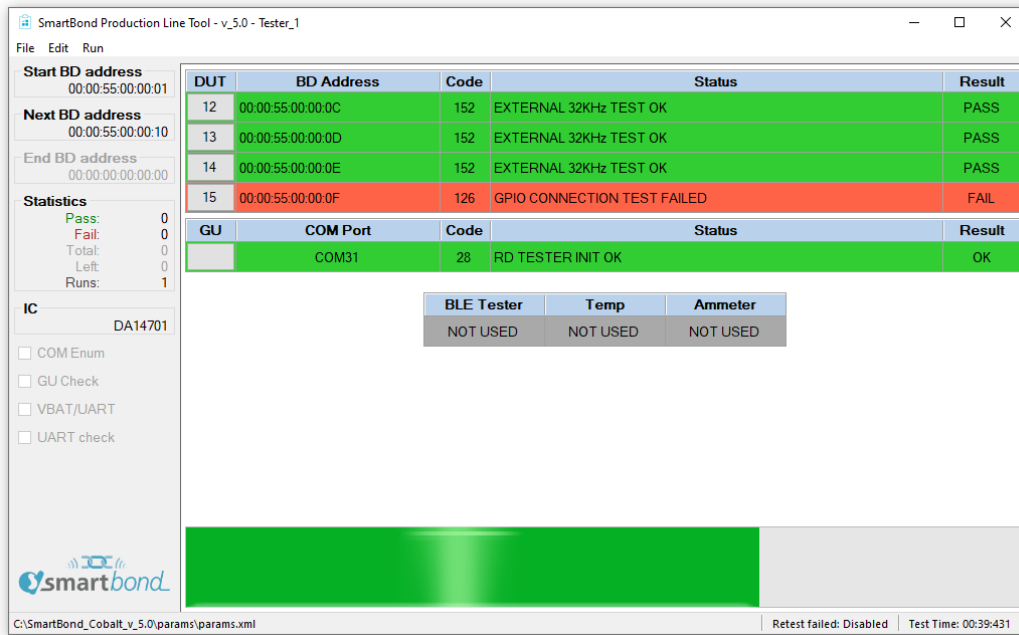 SmartBond Production Line Tool - v_5.0 - Tester_1
File Edit Run
Start BD address
00:00:55:00:00:01
Next BD address
00:00:55:00:00:10
End BD address
00:00:00:00:00:00
Statistics
Pass: 0
Fail: 0
Total: 0
Left: 0
Runs: 1
IC
DA14701
COM Enum
GU Check
VBAT/UART
UART check
DUT BD Address Code Status Result
12 00:00:55:00:00:0C 152 EXTERNAL 32KHz TEST OK PASS
13 00:00:55:00:00:0D 152 EXTERNAL 32KHz TEST OK PASS
14 00:00:55:00:00:0E 152 EXTERNAL 32KHz TEST OK PASS
15 00:00:55:00:00:0F 126 GPIO CONNECTION TEST FAILED FAIL
GU COM Port Code Status Result
COM31 28 RD TESTER INIT OK OK
BLE Tester Temp Ammeter
NOT USED NOT USED NOT USED
smartbond
C:\SmartBond_Cobalt_v_5.0\params\params.xml Retest failed: Disabled Test Time: 00:39:431